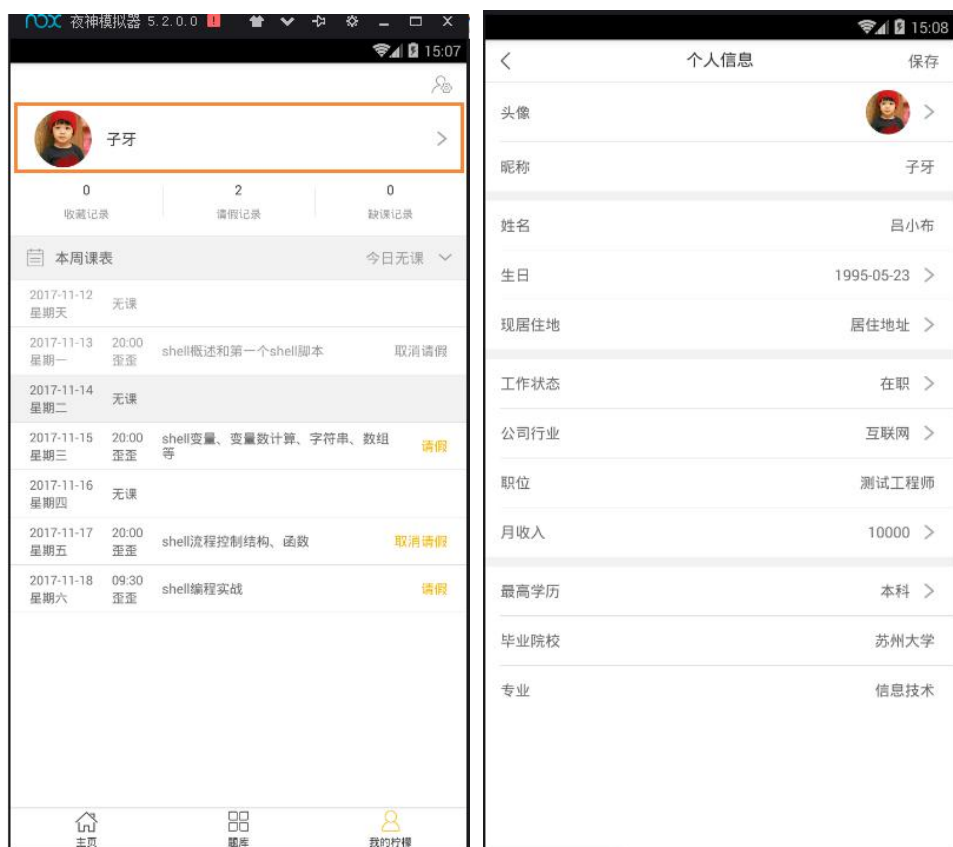 nox 夜神模拟器 5.2.0.0
15:07
子牙
0 2 0
收藏记录 请假记录 缺课记录
本周课表 今日无课
2017-11-12
星期天
无课
2017-11-13
星期一
20:00
歪歪
shell概述和第一个shell脚本
取消请假
2017-11-14
星期二
无课
2017-11-15
星期三
20:00
歪歪
shell变量、变量数计算、字符串、数组
等
请假
2017-11-16
星期四
无课
2017-11-17
星期五
20:00
歪歪
shell流程控制结构、函数
取消请假
2017-11-18
星期六
09:30
歪歪
shell编程实战
请假
主页 题库 我的柠檬
15:08
个人信息 保存
头像
昵称 子牙
姓名 吕小布
生日 1995-05-23
现居住地 居住地址
工作状态 在职
公司行业 互联网
职位 测试工程师
月收入 10000
最高学历 本科
毕业院校 苏州大学
专业 信息技术